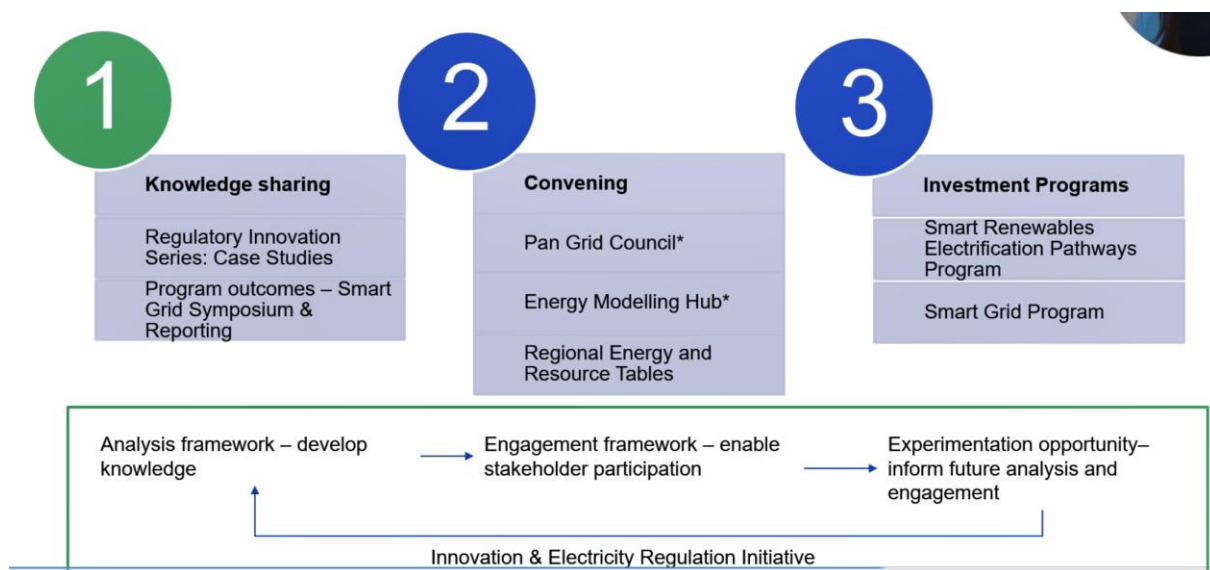 1
Knowledge sharing
Regulatory Innovation
Series: Case Studies
Program outcomes – Smart
Grid Symposium &
Reporting
2
Convening
Pan Grid Council*
Energy Modelling Hub*
Regional Energy and
Resource Tables
3
Investment Programs
Smart Renewables
Electrification Pathways
Program
Smart Grid Program
Analysis framework – develop
knowledge
Engagement framework – enable
stakeholder participation
Experimentation opportunity–
inform future analysis and
engagement
Innovation & Electricity Regulation Initiative